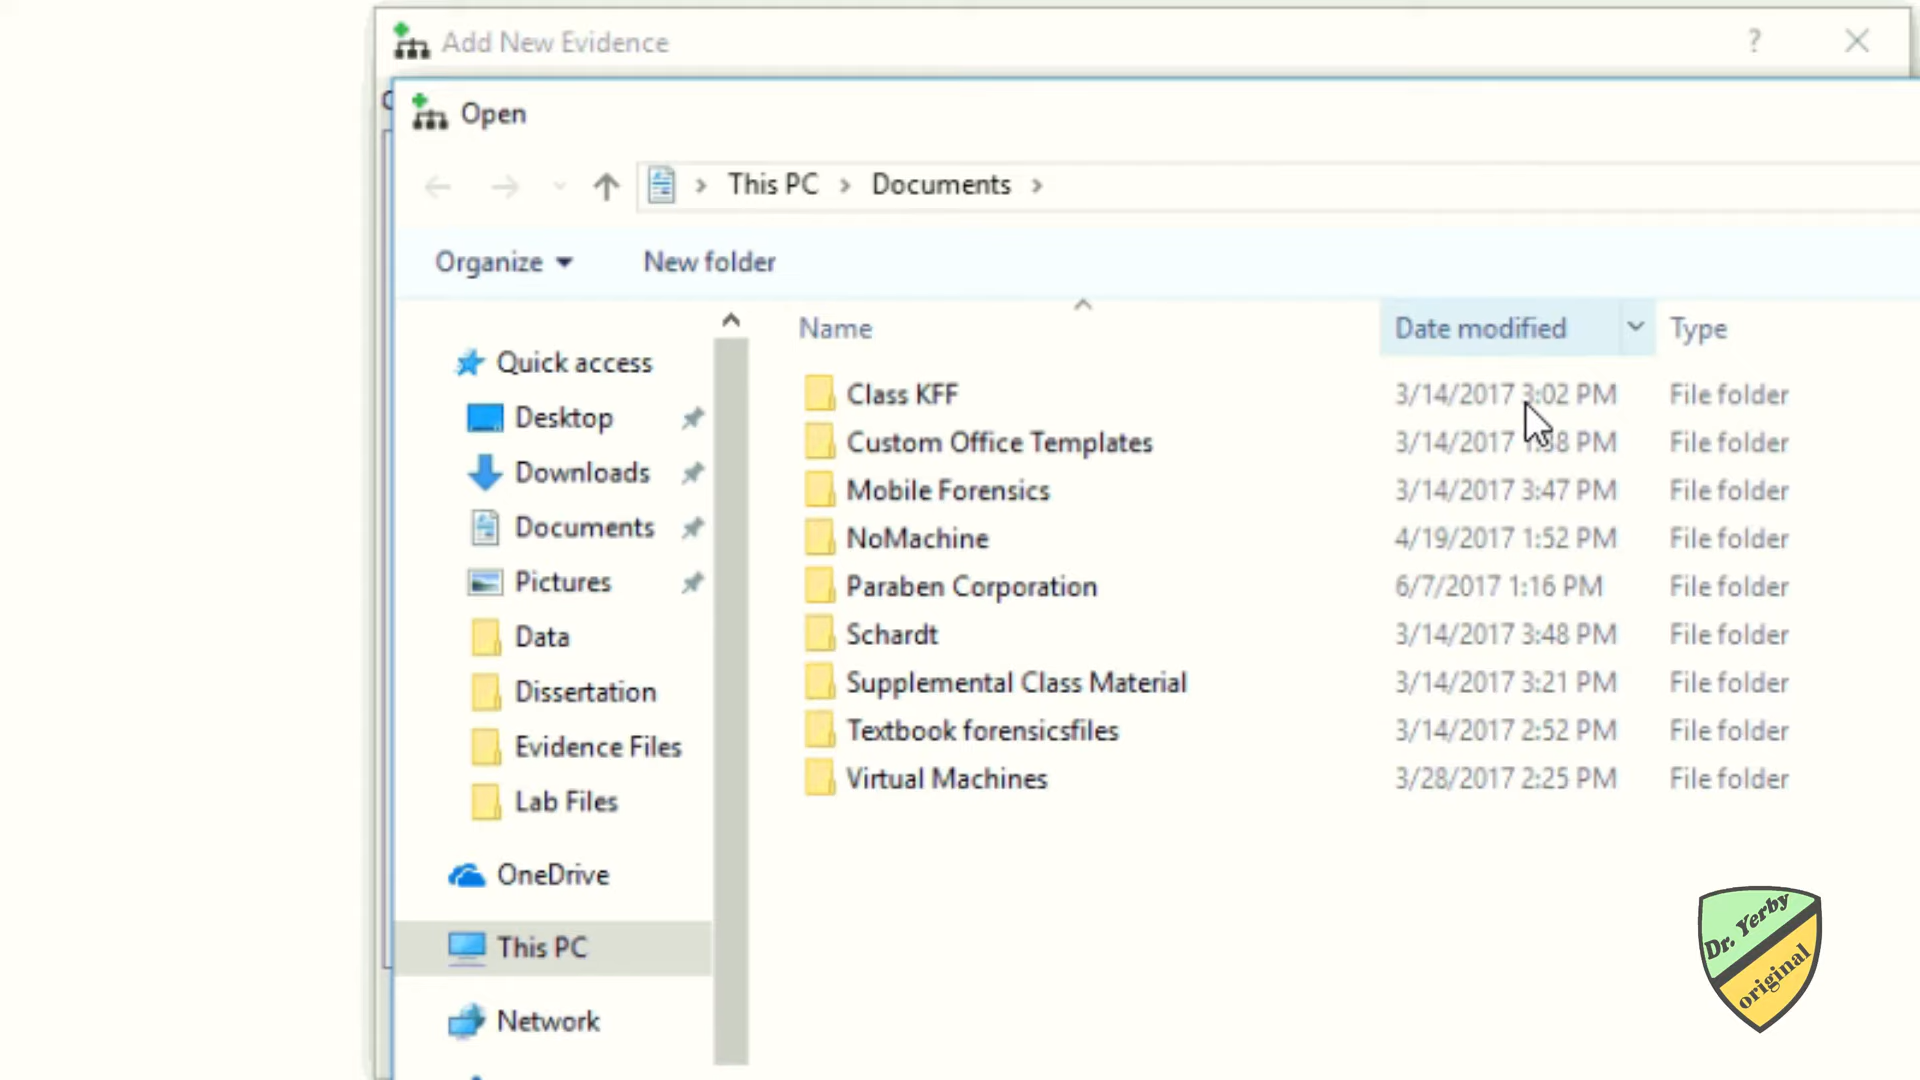 Add New Evidence
?
Open
This PC > Documents >
Organize
New folder
Name
Date modified
Type
Quick access
Desktop
Downloads
Documents
Pictures
Data
Dissertation
Evidence Files
Lab Files
OneDrive
This PC
Network
Class KFF 3/14/2017 3:02 PM File folder
Custom Office Templates 3/14/2017 PM File folder
Mobile Forensics 3/14/2017 3:47 PM File folder
NoMachine 4/19/2017 1:52 PM File folder
Paraben Corporation 6/7/2017 1:16 PM File folder
Schardt 3/14/2017 3:48 PM File folder
Supplemental Class Material 3/14/2017 3:21 PM File folder
Textbook forensicsfiles 3/14/2017 2:52 PM File folder
Virtual Machines 3/28/2017 2:25 PM File folder
Dr. Yerby
original